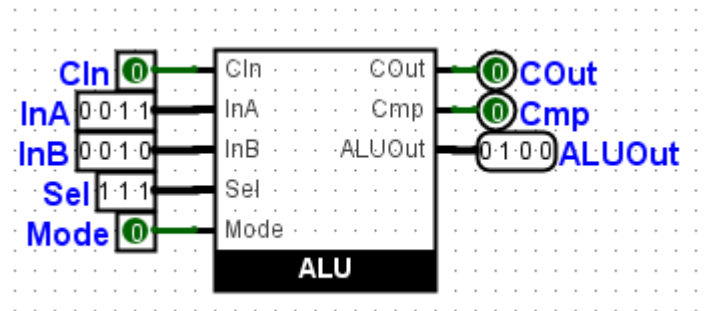 CIn 0 CIn COut 0 COut
InA 0 0 1 1 InA Cmp 0 Cmp
InB 0 0 1 0 InB ALUOut 0 1 0 0 ALUOut
Sel 1 1 1 Sel
Mode 0 Mode
ALU